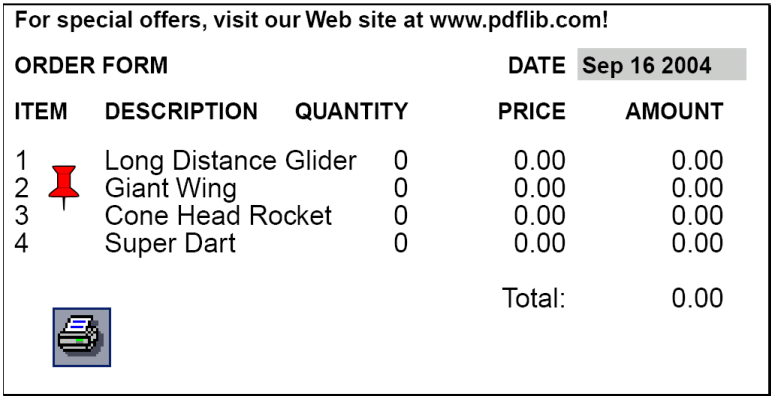 For special offers, visit our Web site at www.pdflib.com!
ORDER FORM DATE Sep 16 2004
ITEM DESCRIPTION QUANTITY PRICE AMOUNT
1 Long Distance Glider 0 0.00 0.00
2 Giant Wing 0 0.00 0.00
3 Cone Head Rocket 0 0.00 0.00
4 Super Dart 0 0.00 0.00
Total: 0.00